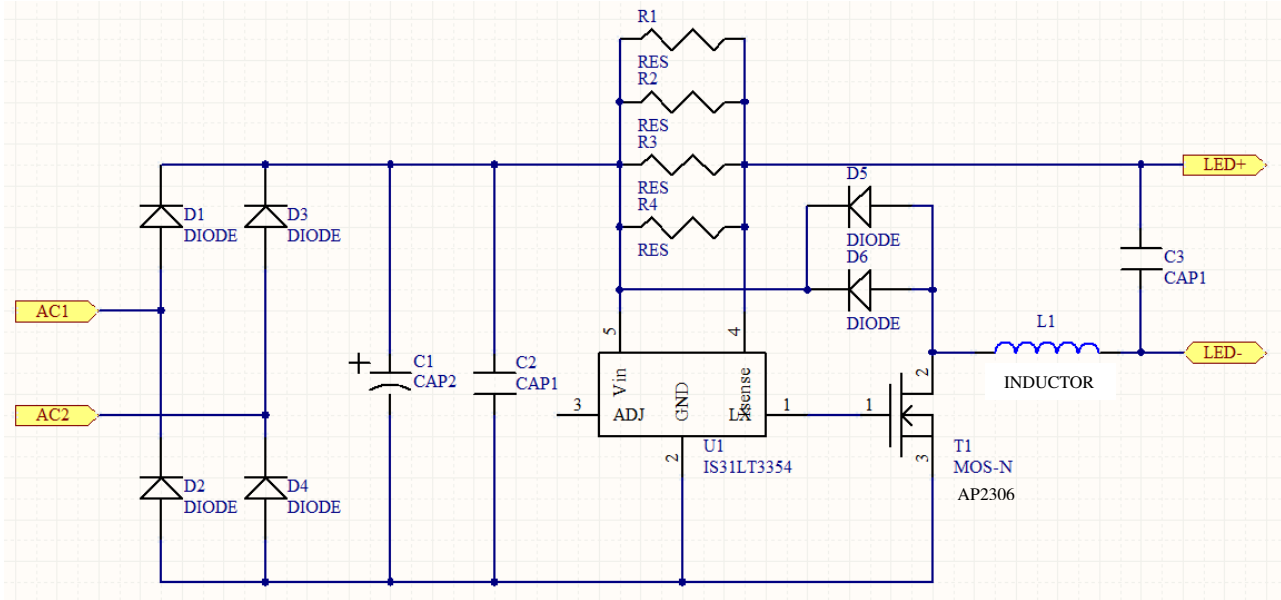 R1
RES
R2
RES
R3
RES
R4
RES
LED+
D5
DIODE
D6
DIODE
D1
DIODE
D3
DIODE
C3
CAP1
AC1
L1
INDUCTOR
LED-
5
4
C1
CAP2
C2
CAP1
Vin
GND
Isense
ADJ
LX
3
1
1
2
3
2
AC2
U1
IS31LT3354
T1
MOS-N
AP2306
D2
DIODE
D4
DIODE